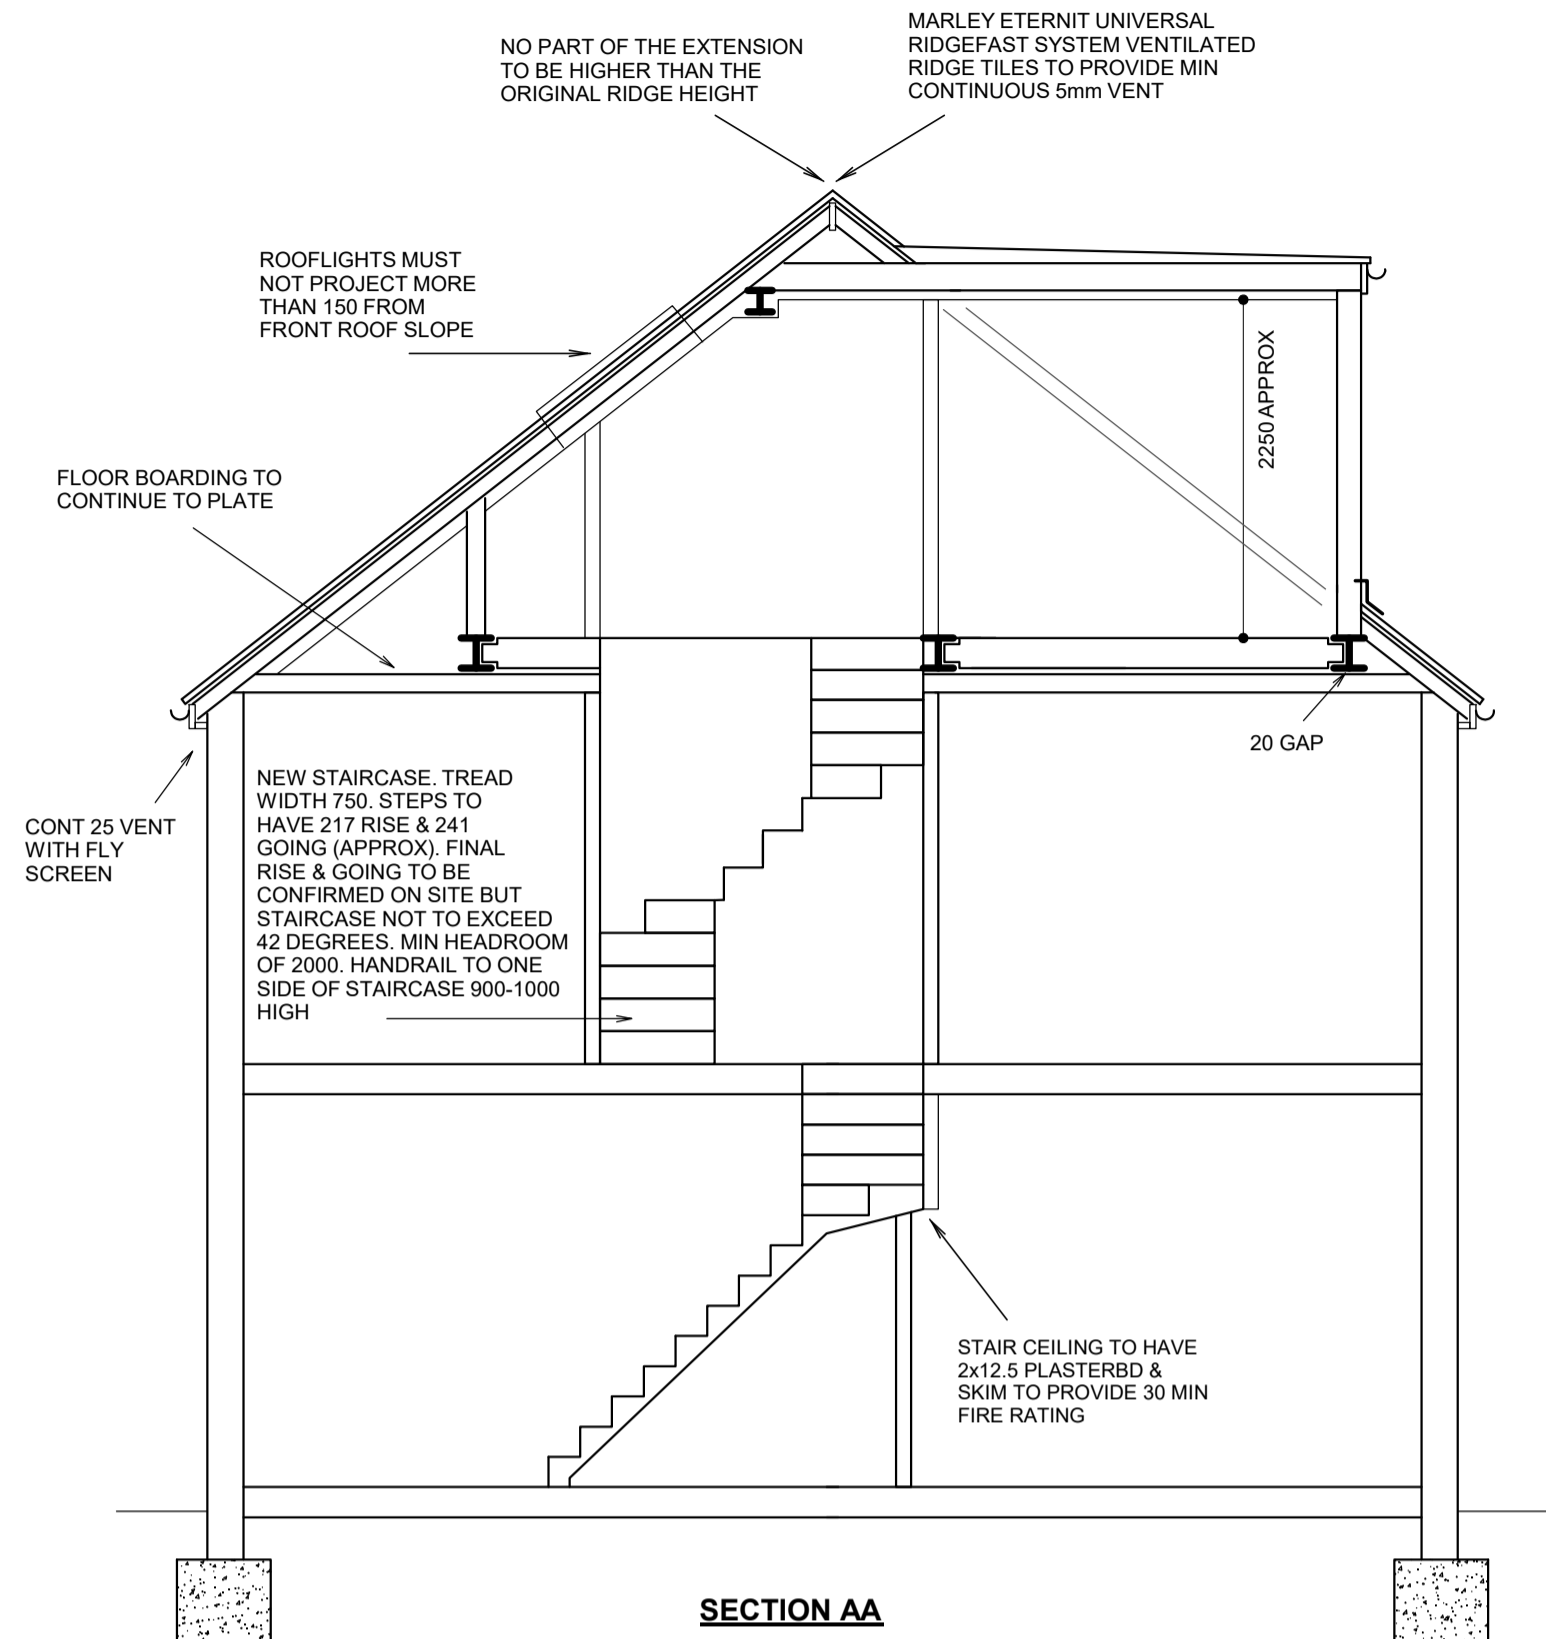 NO PART OF THE EXTENSION
TO BE HIGHER THAN THE
ORIGINAL RIDGE HEIGHT
MARLEY ETERNIT UNIVERSAL
RIDGEFAST SYSTEM VENTILATED
RIDGE TILES TO PROVIDE MIN
CONTINUOUS 5mm VENT
ROOFLIGHTS MUST
NOT PROJECT MORE
THAN 150 FROM
FRONT ROOF SLOPE
2250 APPROX
FLOOR BOARDING TO
CONTINUE TO PLATE
20 GAP
NEW STAIRCASE. TREAD
WIDTH 750. STEPS TO
HAVE 217 RISE & 241
GOING (APPROX). FINAL
RISE & GOING TO BE
CONFIRMED ON SITE BUT
STAIRCASE NOT TO EXCEED
42 DEGREES. MIN HEADROOM
OF 2000. HANDRAIL TO ONE
SIDE OF STAIRCASE 900-1000
HIGH
CONT 25 VENT
WITH FLY
SCREEN
STAIR CEILING TO HAVE
2x12.5 PLASTERBD &
SKIM TO PROVIDE 30 MIN
FIRE RATING
SECTION AA